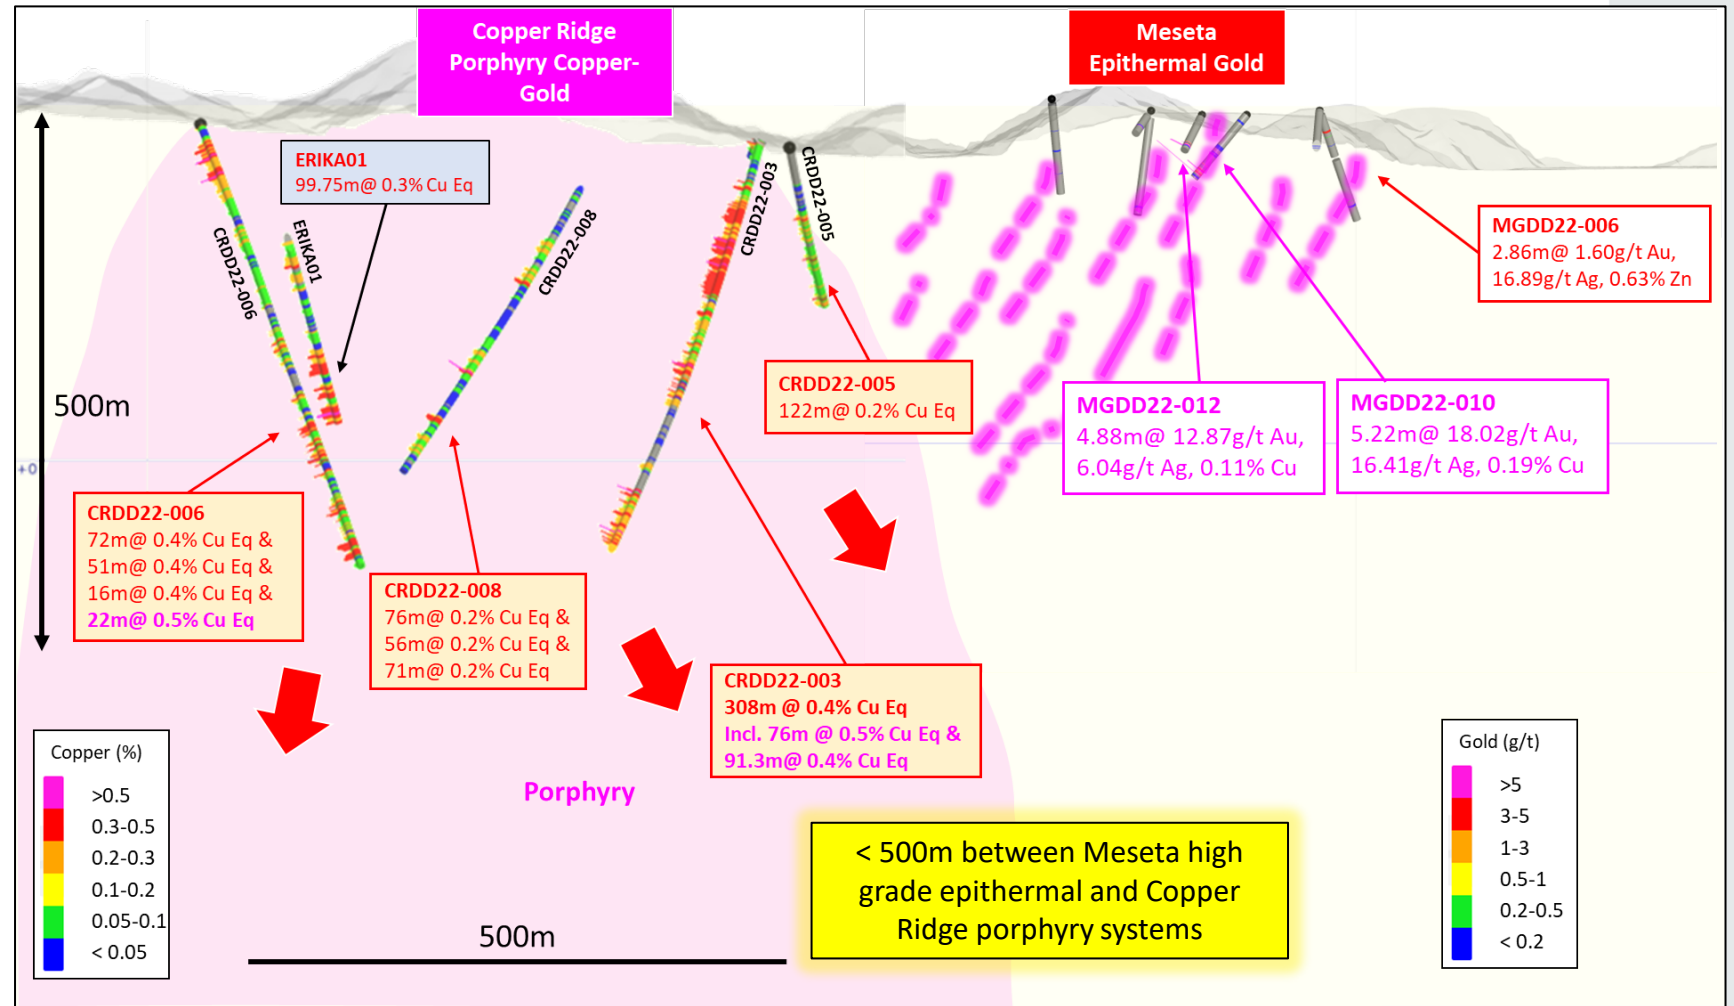 Copper Ridge
Porphyry Copper-
Gold
Meseta
Epithermal Gold
ERIKA01
99.75m@ 0.3% Cu Eq
CRDD22-006
ERIKA01
CRDD22-008
CRDD22-003
CRDD22-005
MGDD22-006
2.86m@ 1.60g/t Au,
16.89g/t Ag, 0.63% Zn
500m
CRDD22-005
122m@ 0.2% Cu Eq
MGDD22-012
4.88m@ 12.87g/t Au,
6.04g/t Ag, 0.11% Cu
MGDD22-010
5.22m@ 18.02g/t Au,
16.41g/t Ag, 0.19% Cu
+0
CRDD22-006
72m@ 0.4% Cu Eq &
51m@ 0.4% Cu Eq &
16m@ 0.4% Cu Eq &
22m@ 0.5% Cu Eq
CRDD22-008
76m@ 0.2% Cu Eq &
56m@ 0.2% Cu Eq &
71m@ 0.2% Cu Eq
CRDD22-003
308m @ 0.4% Cu Eq
Incl. 76m @ 0.5% Cu Eq &
91.3m@ 0.4% Cu Eq
Porphyry
Copper (%)
>0.5
0.3-0.5
0.2-0.3
0.1-0.2
0.05-0.1
< 0.05
500m
< 500m between Meseta high
grade epithermal and Copper
Ridge porphyry systems
Gold (g/t)
>5
3-5
1-3
0.5-1
0.2-0.5
< 0.2